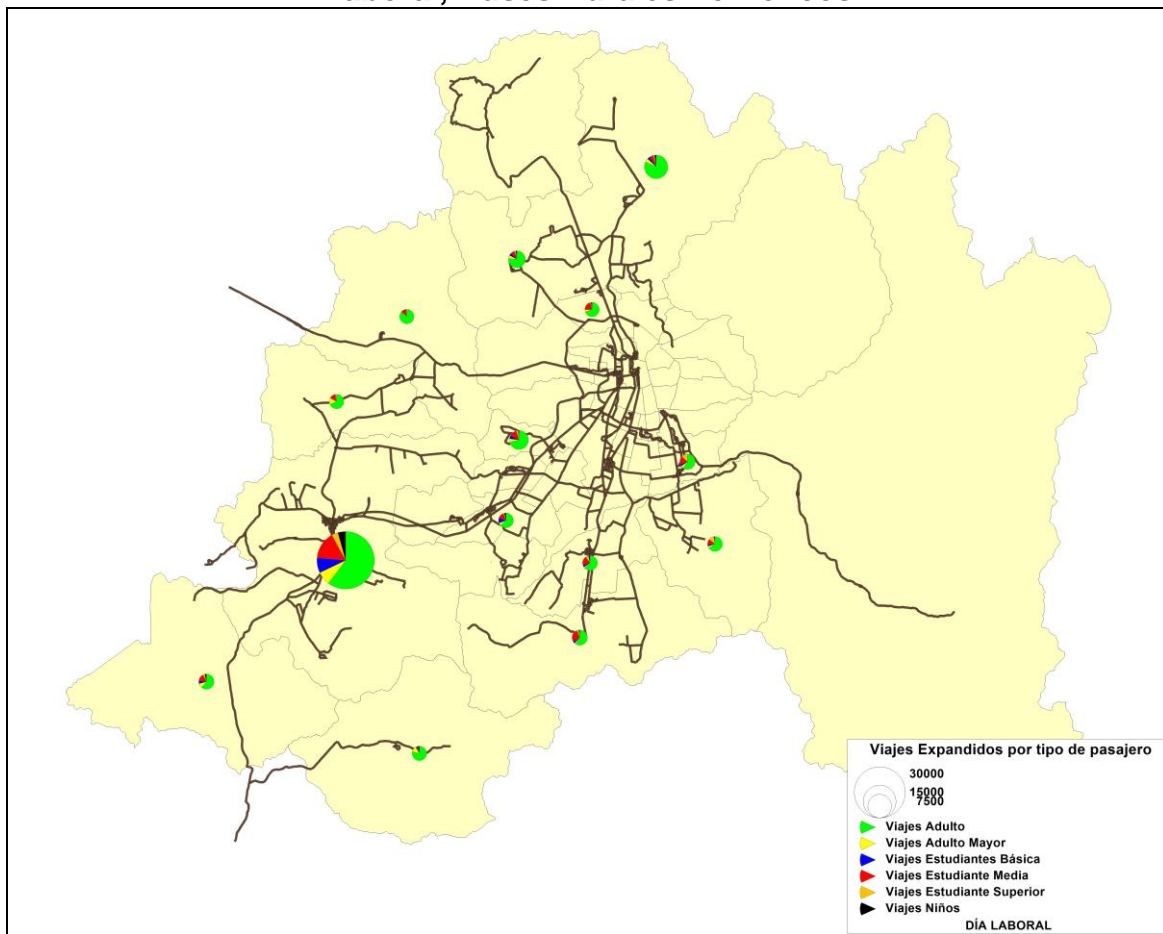 Viajes Expandidos por tipo de pasajero
30000
15000
7500
Viajes Adulto
Viajes Adulto Mayor
Viajes Estudiantes Básica
Viajes Estudiante Media
Viajes Estudiante Superior
Viajes Niños
DÍA LABORAL